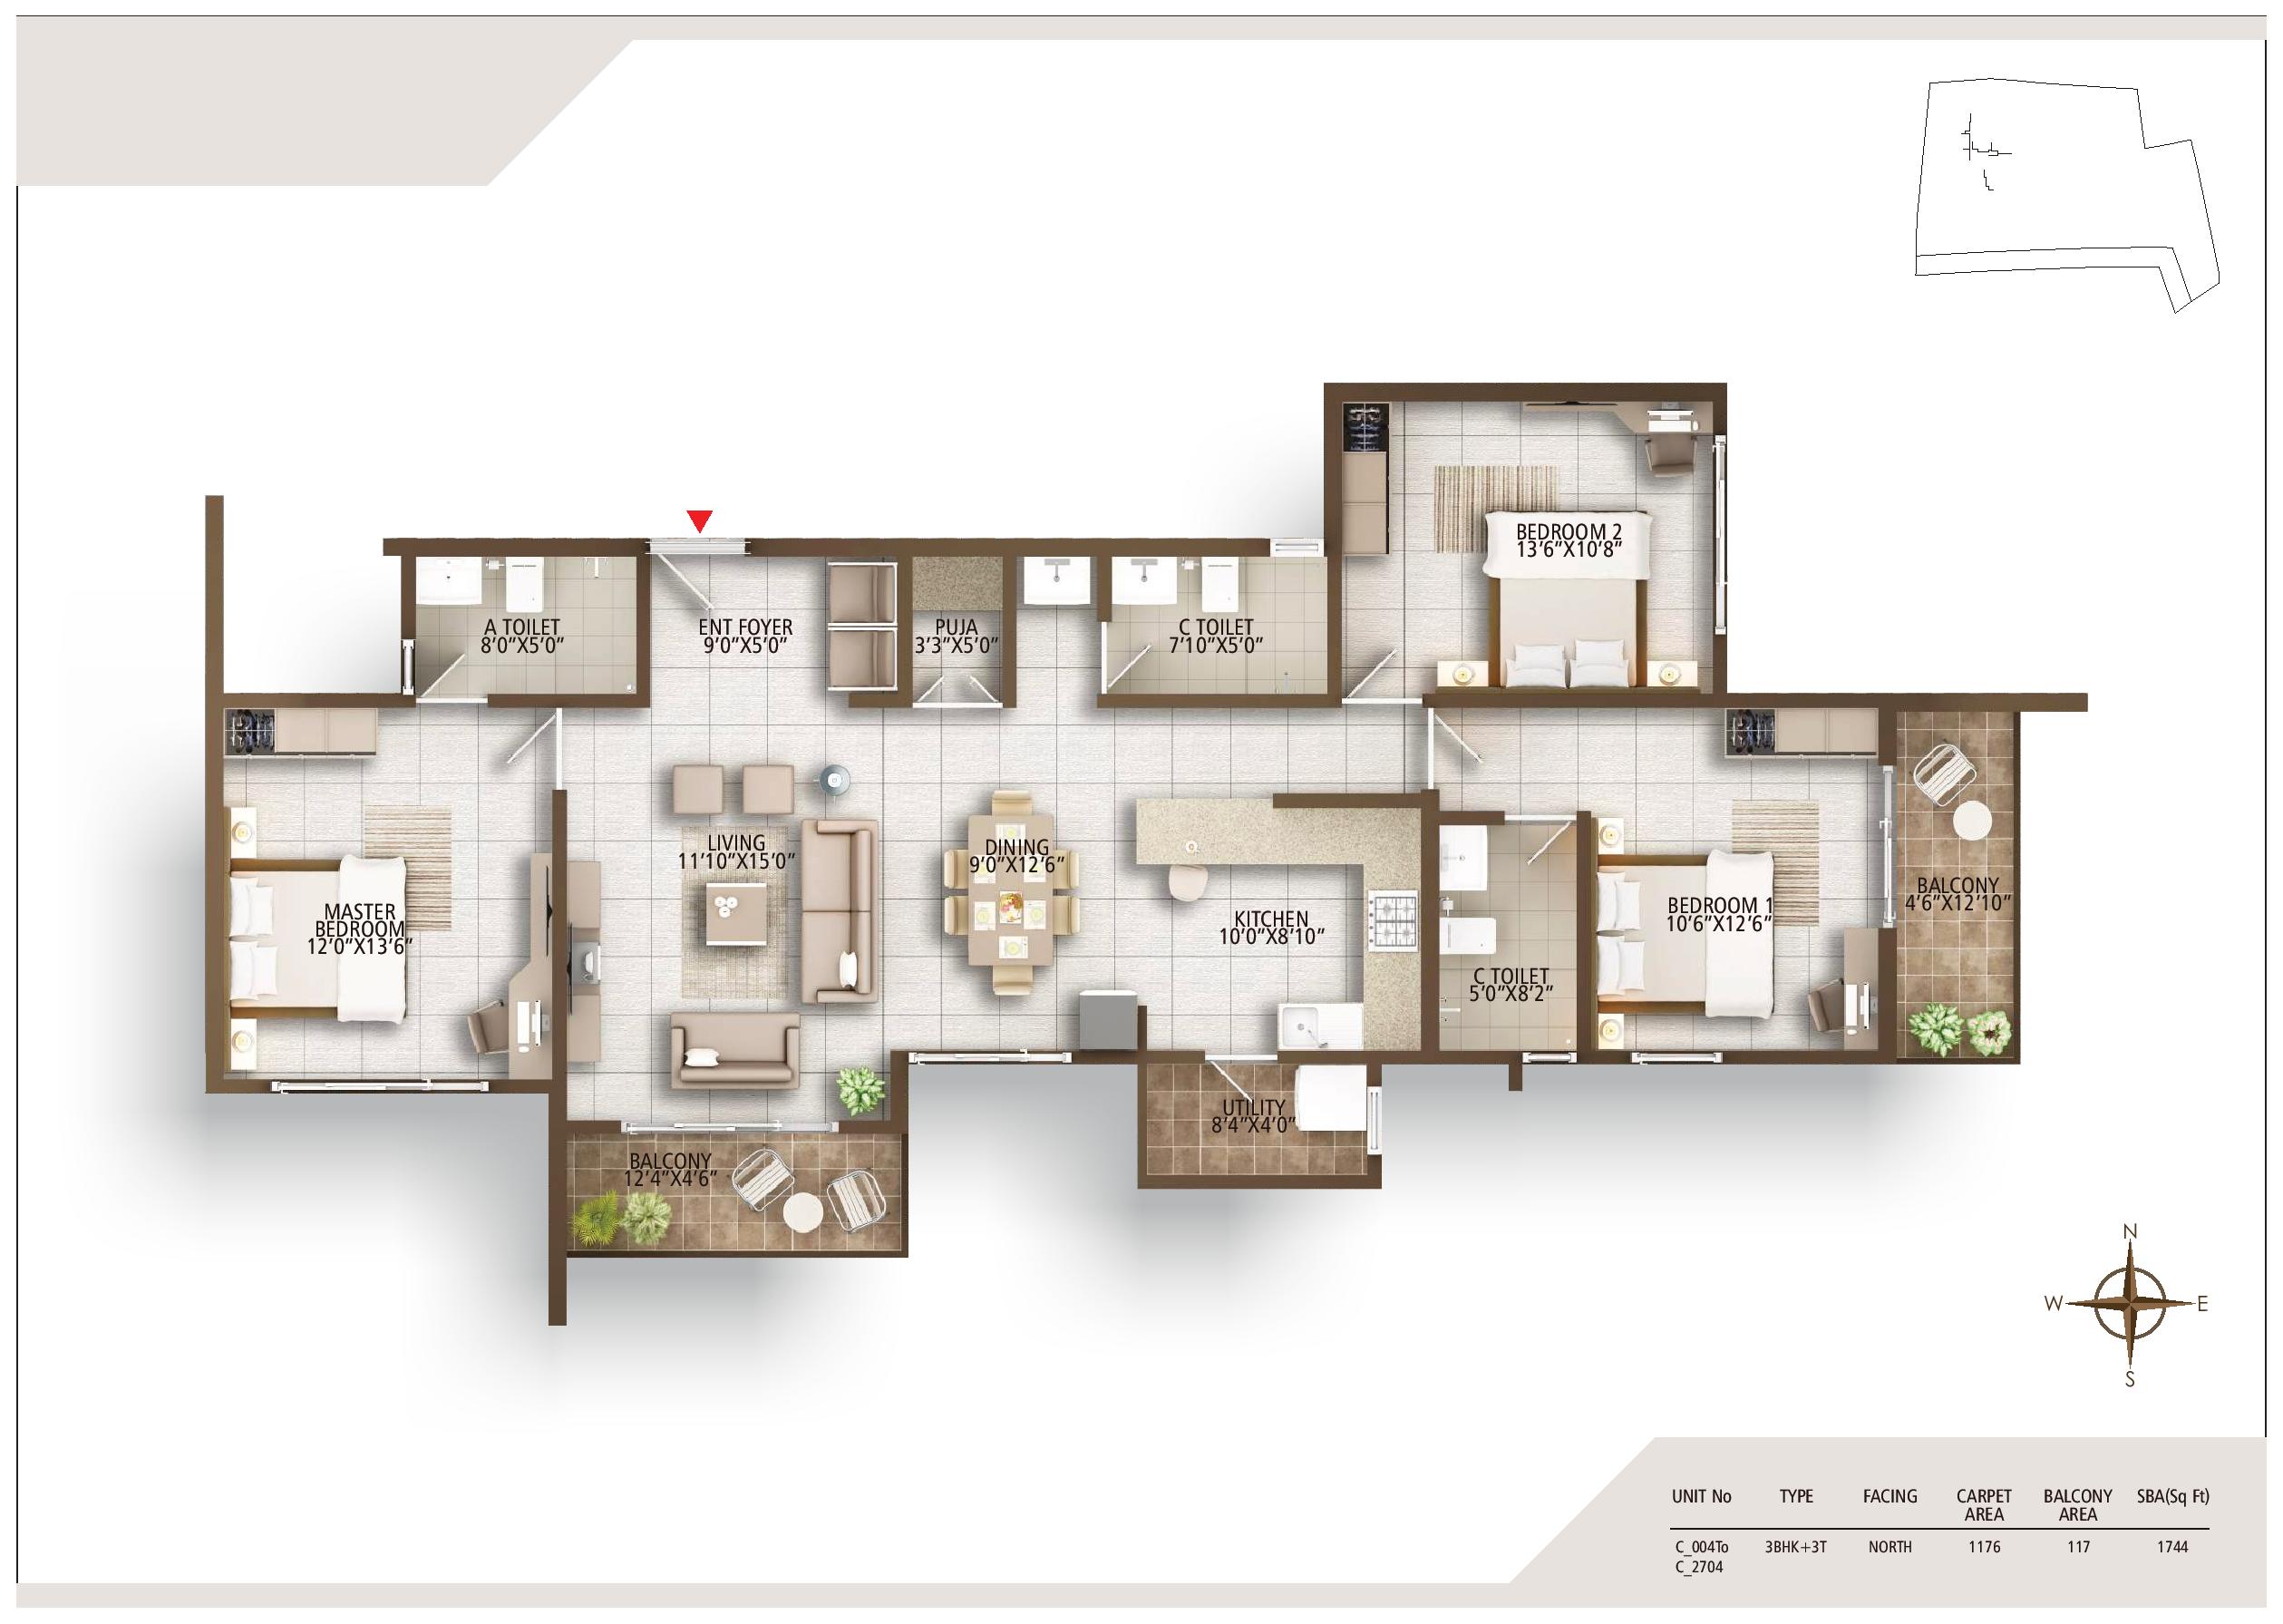 BEDROOM 2
13'6"X10'8"
A TOILET
8'0"X5'0"
ENT FOYER
9'0"X5'0"
PUJA
3'3"X5'0"
C TOILET
7'10"X5'0"
LIVING
11'10"X15'0"
DINING
9'0"X12'6"
MASTER
BEDROOM
12'0"X13'6"
KITCHEN
10'0"X8'10"
C TOILET
5'0"X8'2"
BEDROOM 1
10'6"X12'6"
BALCONY
4'6"X12'10"
UTILITY
8'4"X4'0"
BALCONY
12'4"X4'6"
N
W E
S
UNIT No TYPE FACING CARPET AREA BALCONY AREA SBA(Sq Ft)
C_004To 3BHK+3T NORTH 1176 117 1744
C_2704